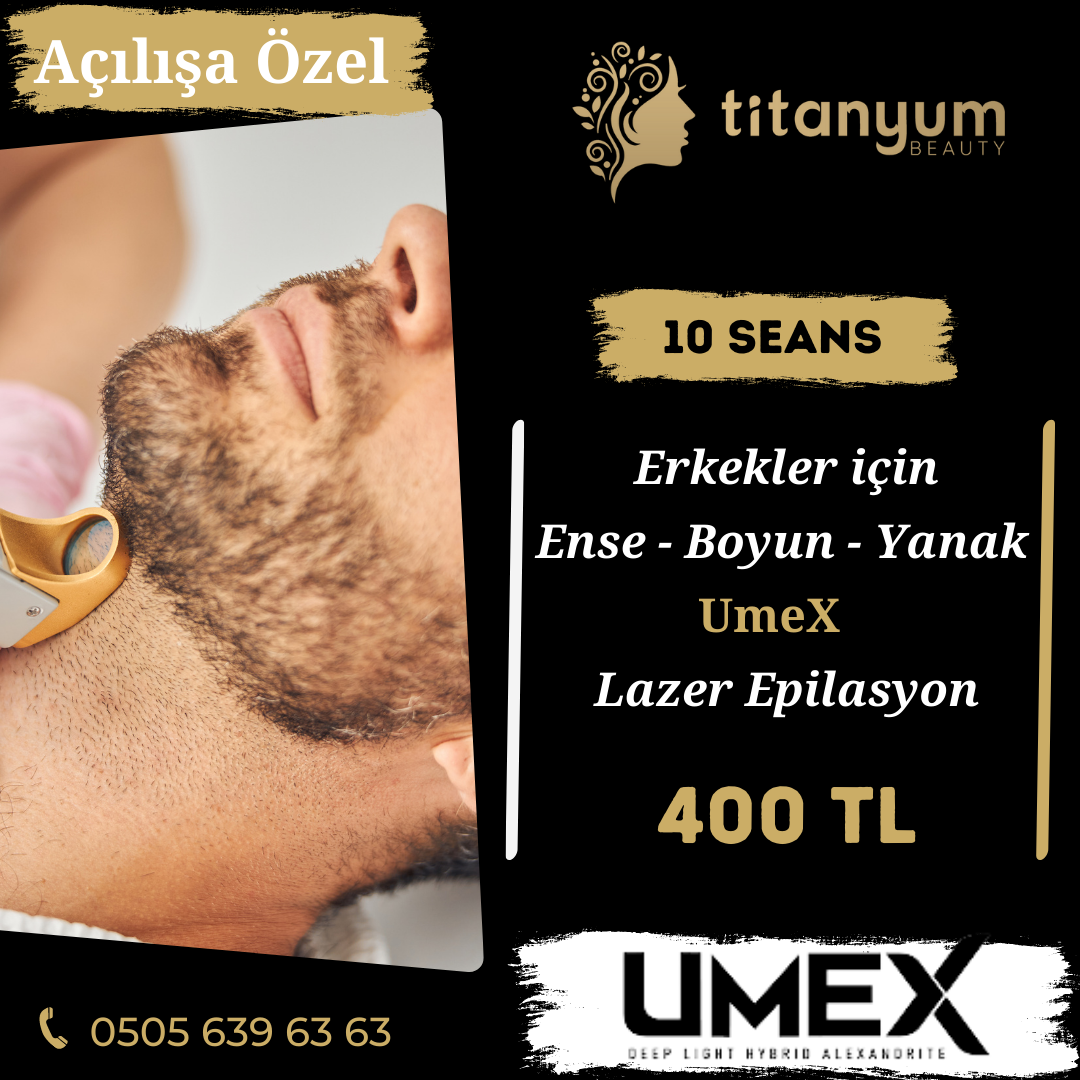 Açılışa Özel
titanyum
BEAUTY
10 SEANS
Erkekler için
Ense - Boyun - Yanak
UmeX
Lazer Epilasyon
400 TL
UMEX
DEEP LIGHT HYBRID ALEXANDRITE
0505 639 63 63